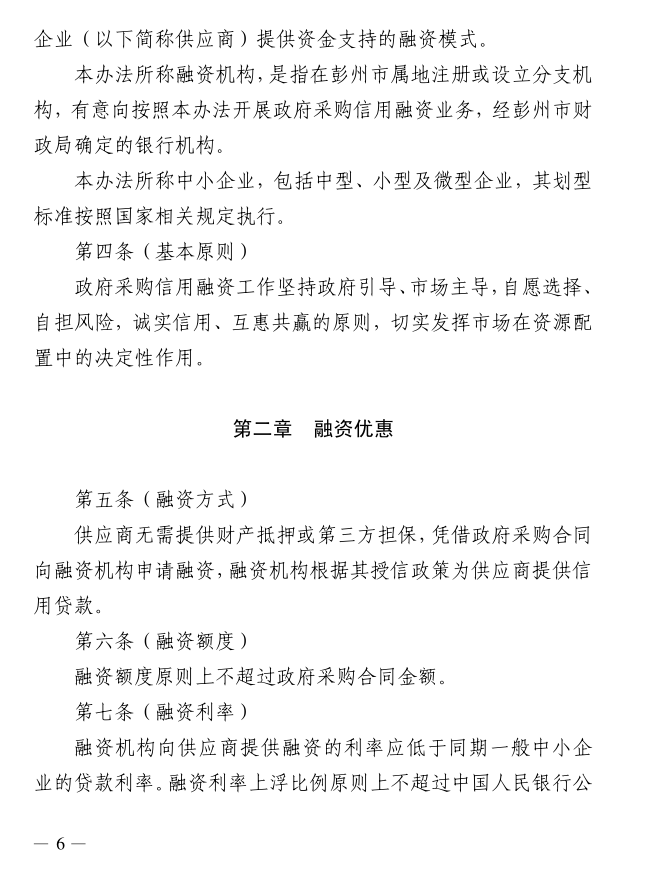 企业（以下简称供应商）提供资金支持的融资模式。
本办法所称融资机构，是指在彭州市属地注册或设立分支机
构，有意向按照本办法开展政府采购信用融资业务，经彭州市财
政局确定的银行机构。
本办法所称中小企业，包括中型、小型及微型企业，其划型
标准按照国家相关规定执行。
第四条（基本原则）
政府采购信用融资工作坚持政府引导、市场主导，自愿选择、
自担风险，诚实信用、互惠共赢的原则，切实发挥市场在资源配
置中的决定性作用。
第二章　融资优惠
第五条（融资方式）
供应商无需提供财产抵押或第三方担保，凭借政府采购合同
向融资机构申请融资，融资机构根据其授信政策为供应商提供信
用贷款。
第六条（融资额度）
融资额度原则上不超过政府采购合同金额。
第七条（融资利率）
融资机构向供应商提供融资的利率应低于同期一般中小企
业的贷款利率。融资利率上浮比例原则上不超过中国人民银行公
— 6 —